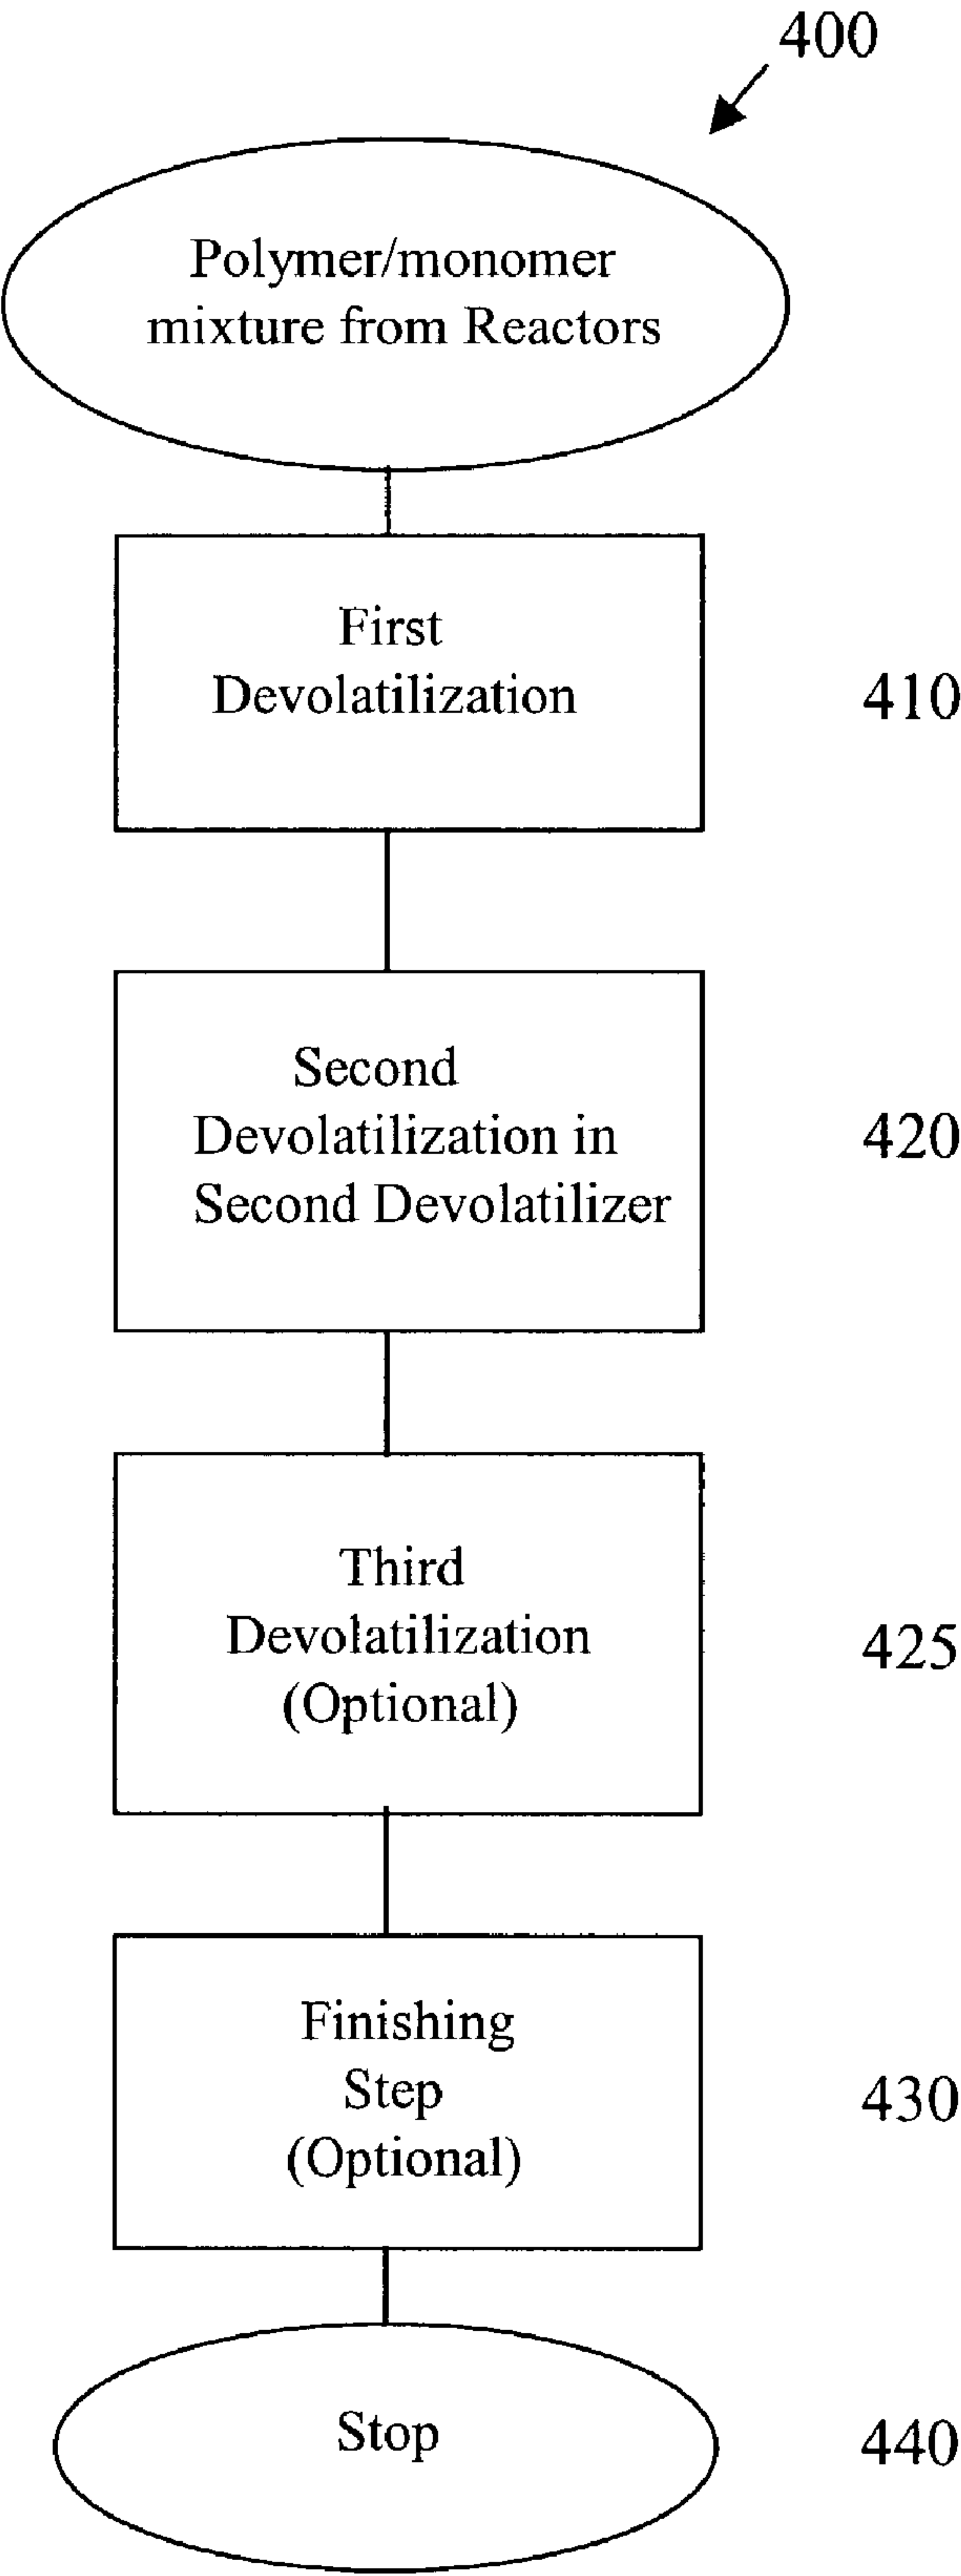 400
Polymer/monomer
mixture from Reactors
First
Devolatilization
410
Second
Devolatilization in
Second Devolatilizer
420
Third
Devolatilization
(Optional)
425
Finishing
Step
(Optional)
430
Stop
440